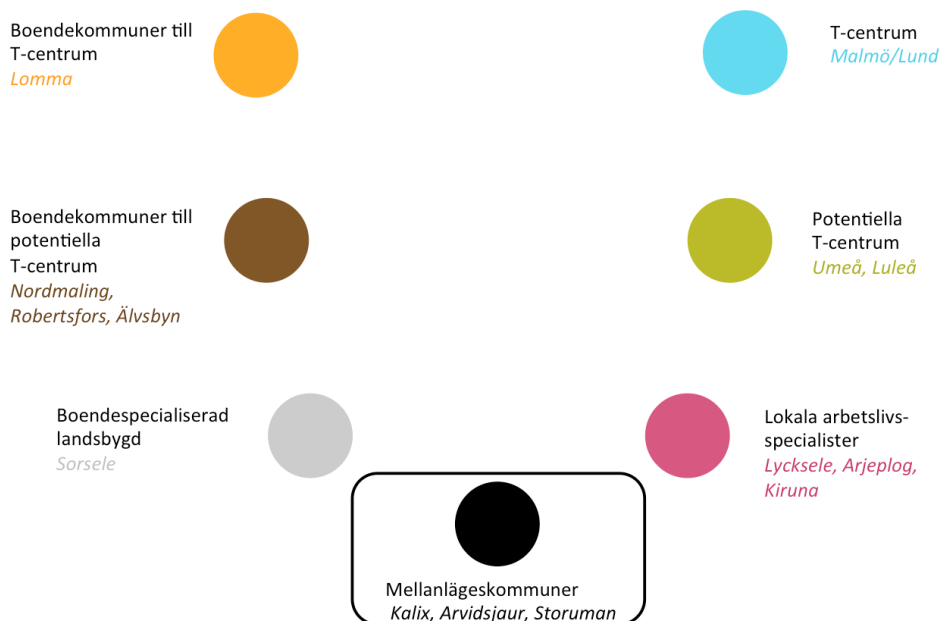 Boendekommuner till
T-centrum
Lomma
T-centrum
Malmö/Lund
Boendekommuner till
potentiella
T-centrum
Nordmaling,
Robertsfors, Älvsbyn
Potentiella
T-centrum
Umeå, Luleå
Boendespecialiserad
landsbygd
Sorsele
Lokala arbetslivs-
specialister
Lycksele, Arjeplog,
Kiruna
Mellanlägeskommuner
Kalix, Arvidsjaur, Storuman